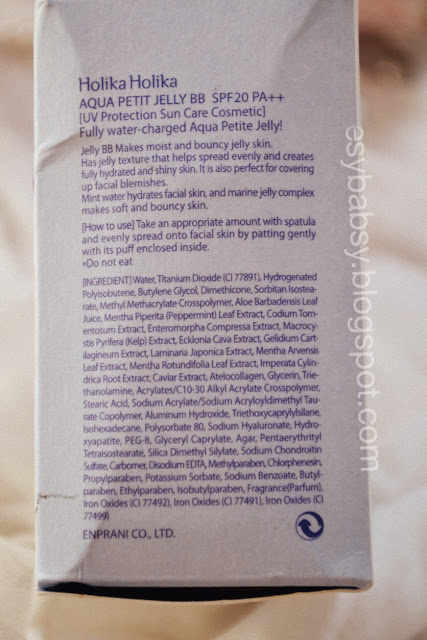 Holika Holika
AQUA PETIT JELLY BB SPF20 PA++
[UV Protection Sun Care Cosmetic]
Fully water-charged Aqua Petite Jelly!
Jelly BB Makes moist and bouncy jelly skin.
Has jelly texture that helps spread evenly and creates
fully hydrated and shiny skin. It is also perfect for covering
up facial blemishes.
Mint water hydrates facial skin, and marine jelly complex
makes soft and bouncy skin.
[How to use] Take an appropriate amount with spatula
and evenly spread onto facial skin by patting gently
with its puff enclosed inside.
*Do not eat
[INGREDIENT] Water, Titanium Dioxide (CI 77891), Hydrogenated
Polyisobutene, Butylene Glycol, Dimethicone, Sorbitan Isostea-
rate, Methyl Methacrylate Crosspolymer, Aloe Barbadensis Leaf
Juice, Mentha Piperita (Peppermint) Leaf Extract, Codium Tom-
entosum Extract, Enteromorpha Compressa Extract, Macrocy-
stis Pyrifera (Kelp) Extract, Ecklonia Cava Extract, Gelidium Cart-
ilagineum Extract, Laminaria Japonica Extract, Mentha Arvensis
Leaf Extract, Mentha Rotundifolia Leaf Extract, Imperata Cylin-
drica Root Extract, Caviar Extract, Atelocollagen, Glycerin, Trie-
thanolamine, Acrylates/C10-30 Alkyl Acrylate Crosspolymer,
Stearic Acid, Sodium Acrylate/Sodium Acryloyldimethyl Tau-
rate Copolymer, Aluminum Hydroxide, Triethoxycaprylylsilane,
Isohexadecane, Polysorbate 80, Sodium Hyaluronate, Hydro-
xyapatite, PEG-8, Glyceryl Caprylate, Agar, Pentaerythrityl
Tetraisostearate, Silica Dimethyl Silylate, Sodium Chondroitin
Sulfate, Carbomer, Disodium EDTA, Methylparaben, Chlorphenesin,
Propylparaben, Potassium Sorbate, Sodium Benzoate, Butyl-
paraben, Ethylparaben, Isobutylparaben, Fragrance(Parfum),
Iron Oxides (CI 77492), Iron Oxides (CI 77491), Iron Oxides (CI
77499)
ENPRANI CO., LTD.
esybabsy.blogspot.com